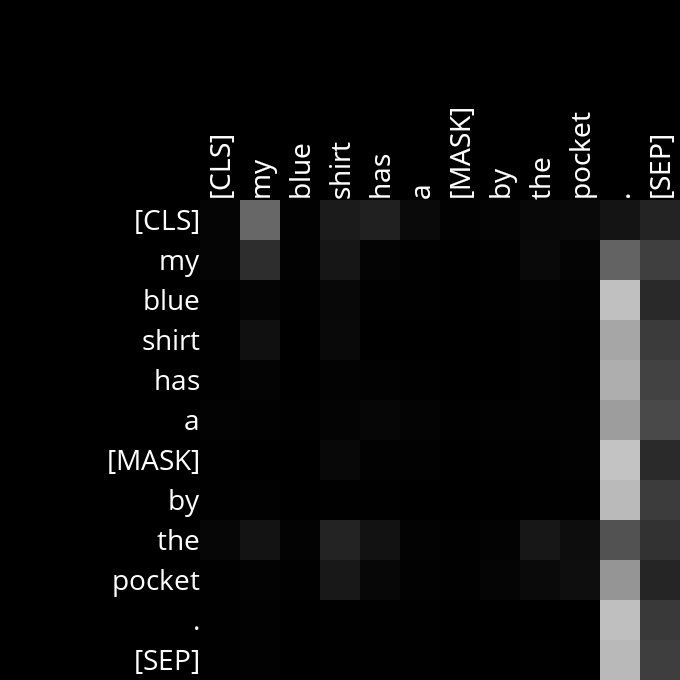 [CLS] my blue shirt has a [MASK] by the pocket . [SEP]
[CLS]
my
blue
shirt
has
a
[MASK]
by
the
pocket
.
[SEP]